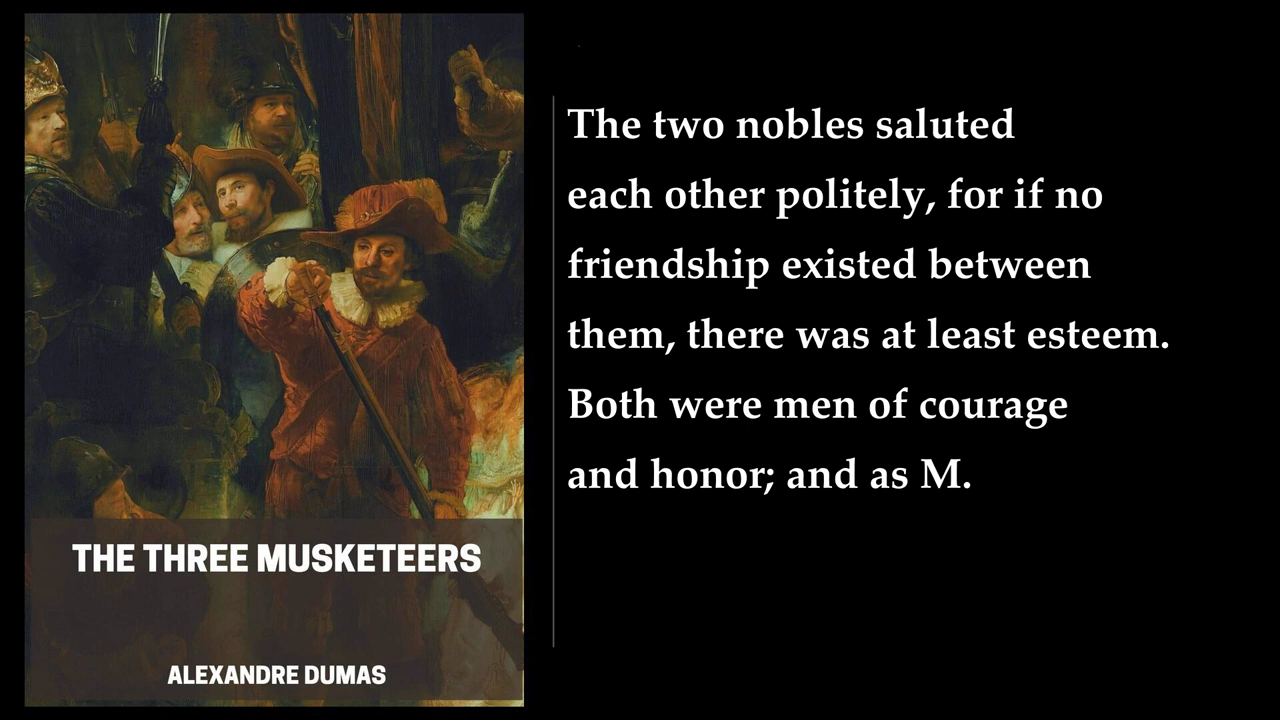 THE THREE MUSKETEERS
ALEXANDRE DUMAS
The two nobles saluted
each other politely, for if no
friendship existed between
them, there was at least esteem.
Both were men of courage
and honor; and as M.